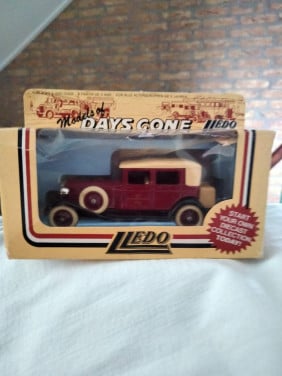 Models of
DAYS GONE
LLEDO
LLEDO
START
YOUR OWN
DIECAST
COLLECTION
TODAY!